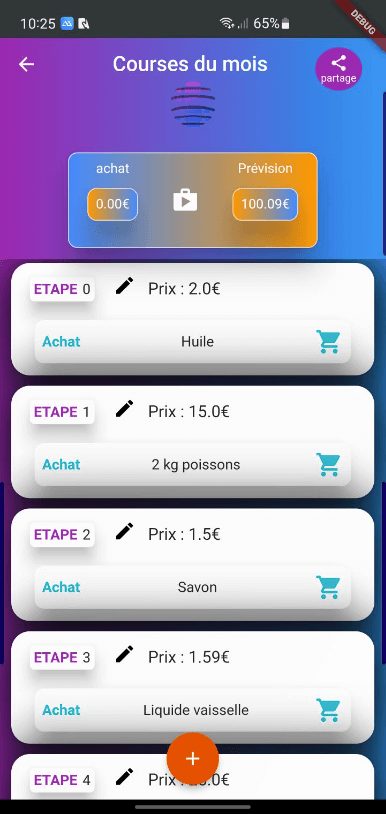 10:25 65%
DEBUG
Courses du mois
partage
achat Prévision
0.00€ 100.09€
ETAPE 0 Prix : 2.0€
Achat Huile
ETAPE 1 Prix : 15.0€
Achat 2 kg poissons
ETAPE 2 Prix : 1.5€
Achat Savon
ETAPE 3 Prix : 1.59€
Achat Liquide vaisselle
ETAPE 4 Prix